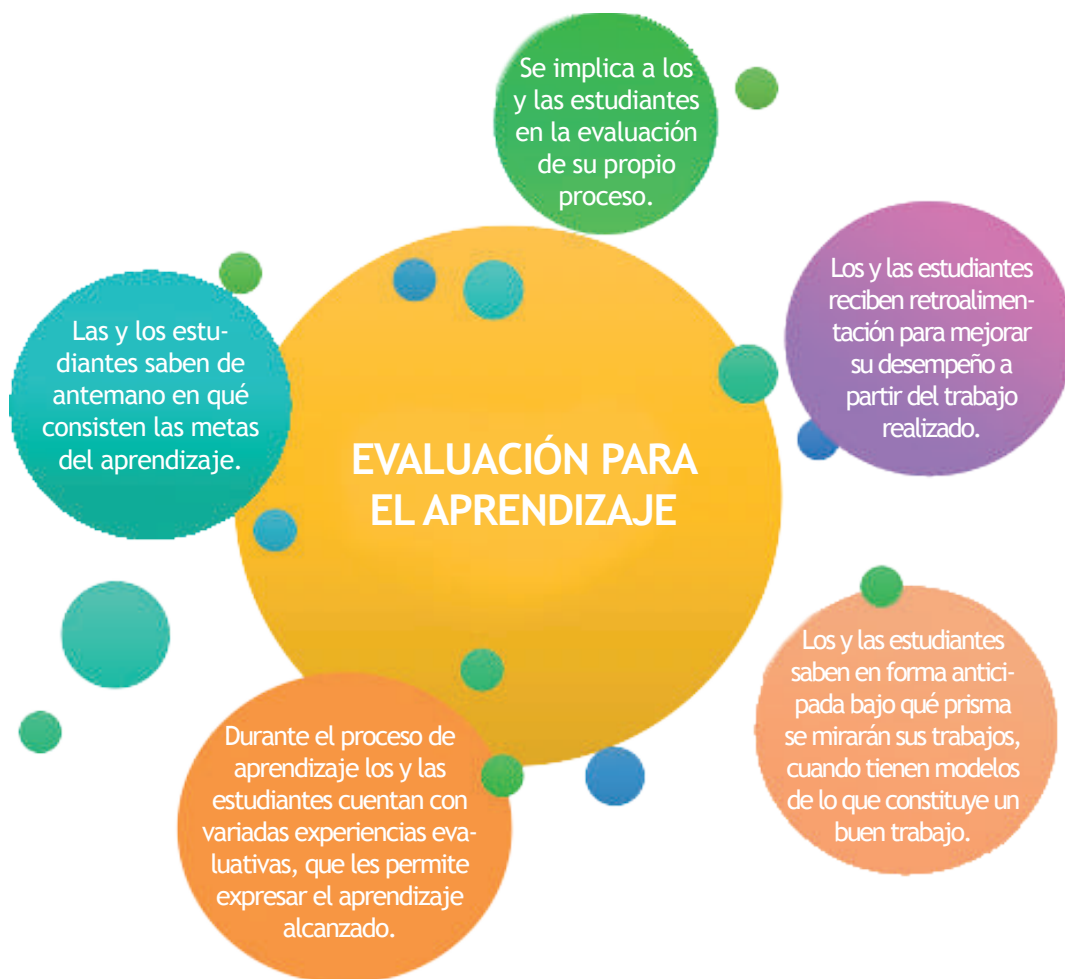 Se implica a los
y las estudiantes
en la evaluación
de su propio
proceso.
Los y las estudiantes
reciben retroalimen-
tación para mejorar
su desempeño a
partir del trabajo
realizado.
Las y los estu-
diantes saben de
antemano en qué
consisten las metas
del aprendizaje.
EVALUACIÓN PARA
EL APRENDIZAJE
Los y las estudiantes
saben en forma antici-
pada bajo qué prisma
se mirarán sus trabajos,
cuando tienen modelos
de lo que constituye un
buen trabajo.
Durante el proceso de
aprendizaje los y las
estudiantes cuentan con
variadas experiencias eva-
luativas, que les permite
expresar el aprendizaje
alcanzado.